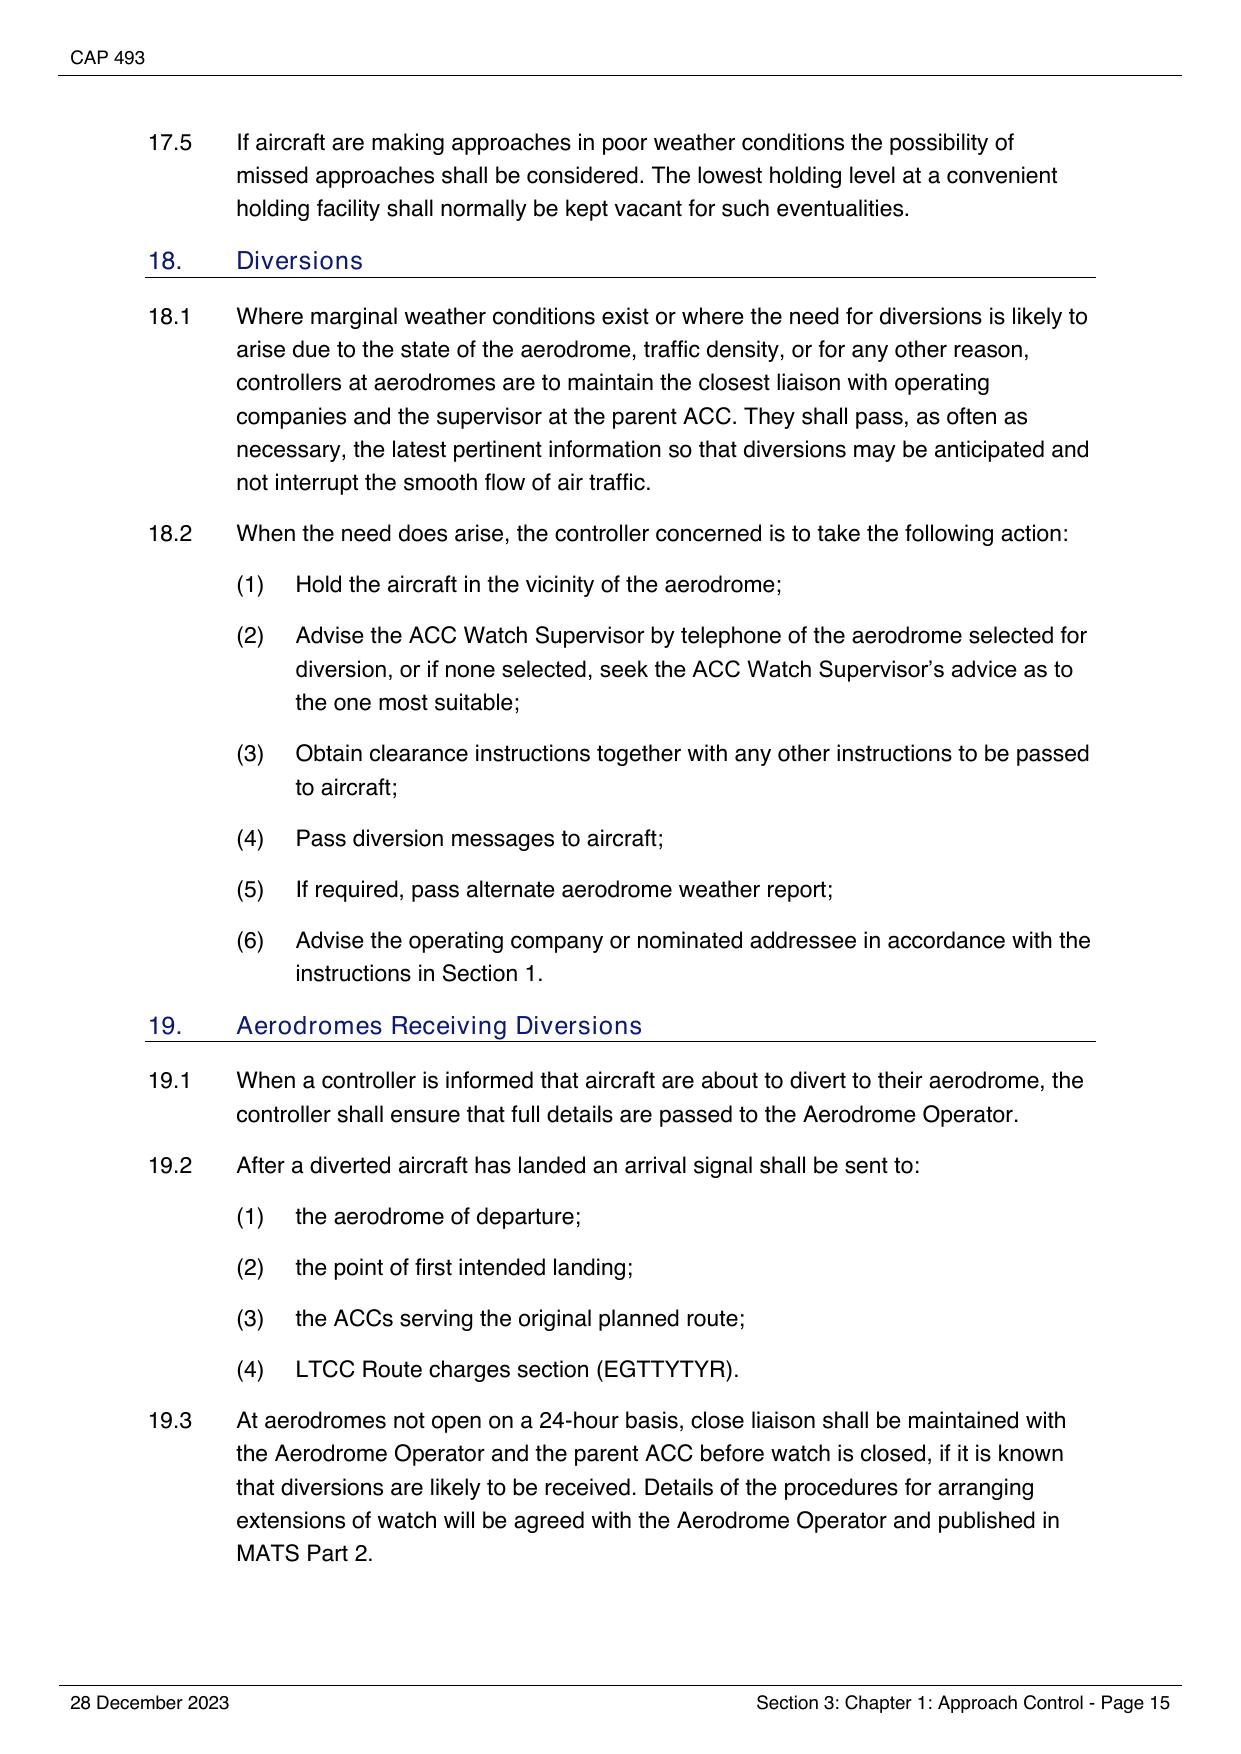 CAP 493
17.5 If aircraft are making approaches in poor weather conditions the possibility of
missed approaches shall be considered. The lowest holding level at a convenient
holding facility shall normally be kept vacant for such eventualities.
18. Diversions
18.1 Where marginal weather conditions exist or where the need for diversions is likely to
arise due to the state of the aerodrome, traffic density, or for any other reason,
controllers at aerodromes are to maintain the closest liaison with operating
companies and the supervisor at the parent ACC. They shall pass, as often as
necessary, the latest pertinent information so that diversions may be anticipated and
not interrupt the smooth flow of air traffic.
18.2 When the need does arise, the controller concerned is to take the following action:
(1) Hold the aircraft in the vicinity of the aerodrome;
(2) Advise the ACC Watch Supervisor by telephone of the aerodrome selected for
diversion, or if none selected, seek the ACC Watch Supervisor’s advice as to
the one most suitable;
(3) Obtain clearance instructions together with any other instructions to be passed
to aircraft;
(4) Pass diversion messages to aircraft;
(5) If required, pass alternate aerodrome weather report;
(6) Advise the operating company or nominated addressee in accordance with the
instructions in Section 1.
19. Aerodromes Receiving Diversions
19.1 When a controller is informed that aircraft are about to divert to their aerodrome, the
controller shall ensure that full details are passed to the Aerodrome Operator.
19.2 After a diverted aircraft has landed an arrival signal shall be sent to:
(1) the aerodrome of departure;
(2) the point of first intended landing;
(3) the ACCs serving the original planned route;
(4) LTCC Route charges section (EGTTYTYR).
19.3 At aerodromes not open on a 24-hour basis, close liaison shall be maintained with
the Aerodrome Operator and the parent ACC before watch is closed, if it is known
that diversions are likely to be received. Details of the procedures for arranging
extensions of watch will be agreed with the Aerodrome Operator and published in
MATS Part 2.
28 December 2023 Section 3: Chapter 1: Approach Control - Page 15